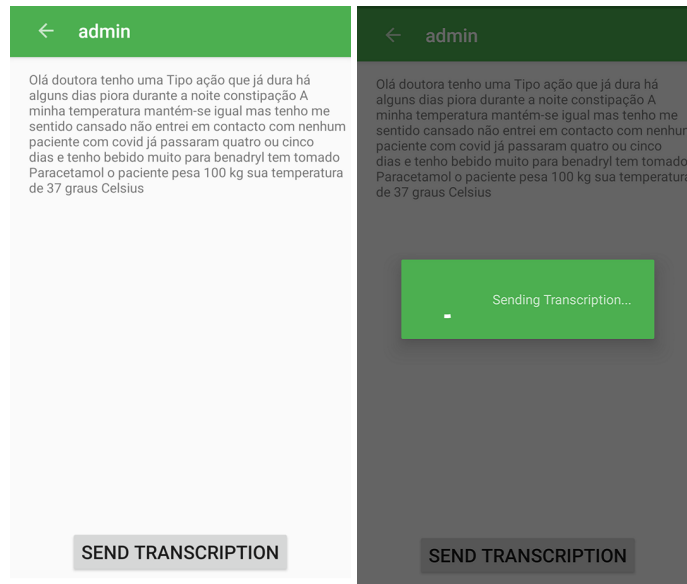 admin
Olá doutora tenho uma Tipo ação que já dura há
alguns dias piora durante a noite constipação A
minha temperatura mantém-se igual mas tenho me
sentido cansado não entrei em contacto com nenhum
paciente com covid já passaram quatro ou cinco
dias e tenho bebido muito para benadryl tem tomado
Paracetamol o paciente pesa 100 kg sua temperatura
de 37 graus Celsius
SEND TRANSCRIPTION
admin
Olá doutora tenho uma Tipo ação que já dura há
alguns dias piora durante a noite constipação A
minha temperatura mantém-se igual mas tenho me
sentido cansado não entrei em contacto com nenhum
paciente com covid já passaram quatro ou cinco
dias e tenho bebido muito para benadryl tem tomado
Paracetamol o paciente pesa 100 kg sua temperatura
de 37 graus Celsius
Sending Transcription...
SEND TRANSCRIPTION